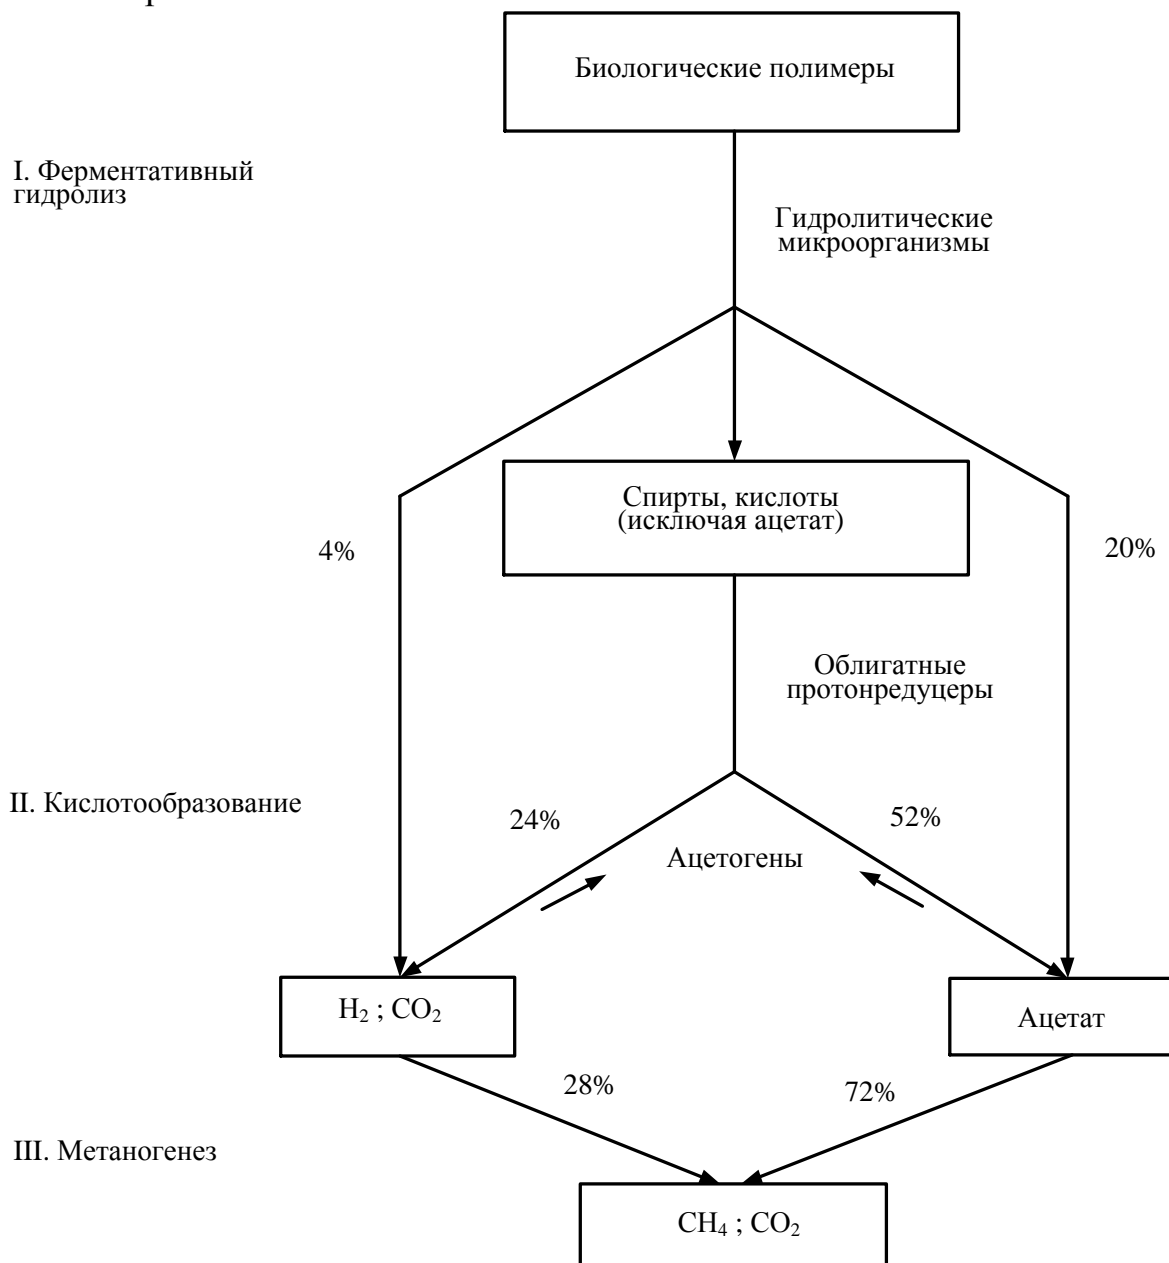 Биологические полимеры
I. Ферментативный
гидролиз
Гидролитические
микроорганизмы
Спирты, кислоты
(исключая ацетат)
4%
20%
Облигатные
протонредуцеры
II. Кислотообразование
24%
52%
Ацетогены
H₂ ; CO₂
Ацетат
28%
72%
III. Метаногенез
CH₄ ; CO₂